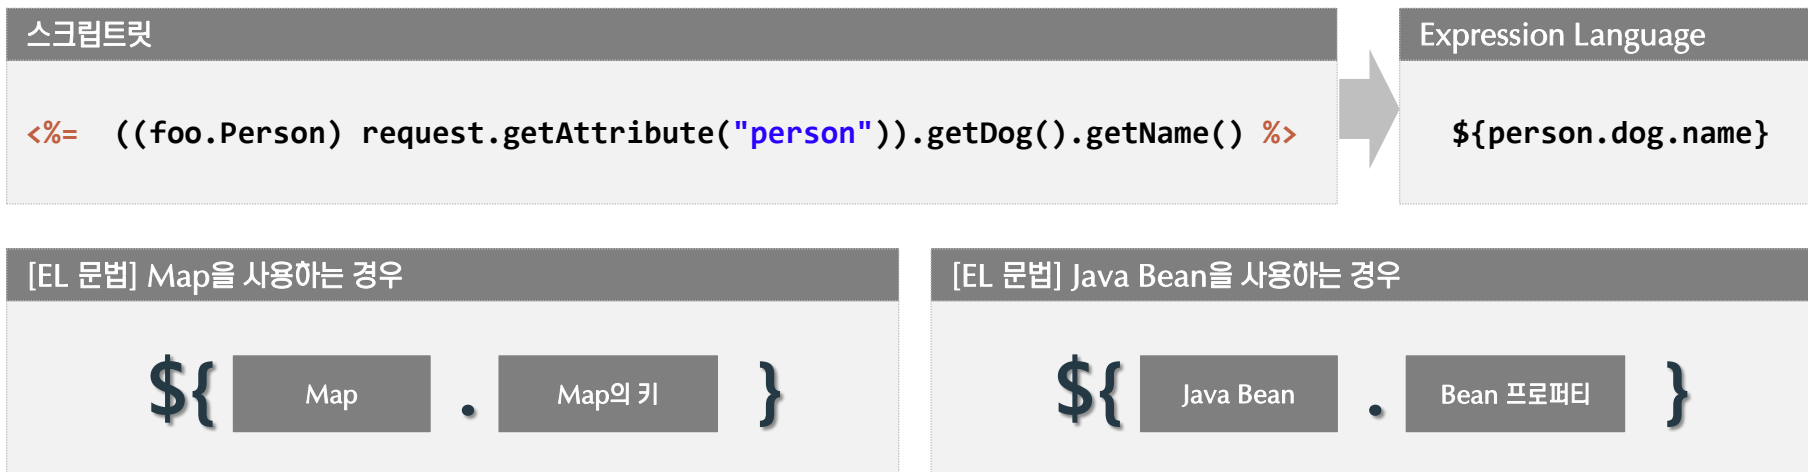 스크립트릿
Expression Language
<%= ((foo.Person) request.getAttribute("person")).getDog().getName() %>
${person.dog.name}
[EL 문법] Map을 사용하는 경우
[EL 문법] Java Bean을 사용하는 경우
${ Map . Map의 키 }
${ Java Bean . Bean 프로퍼티 }